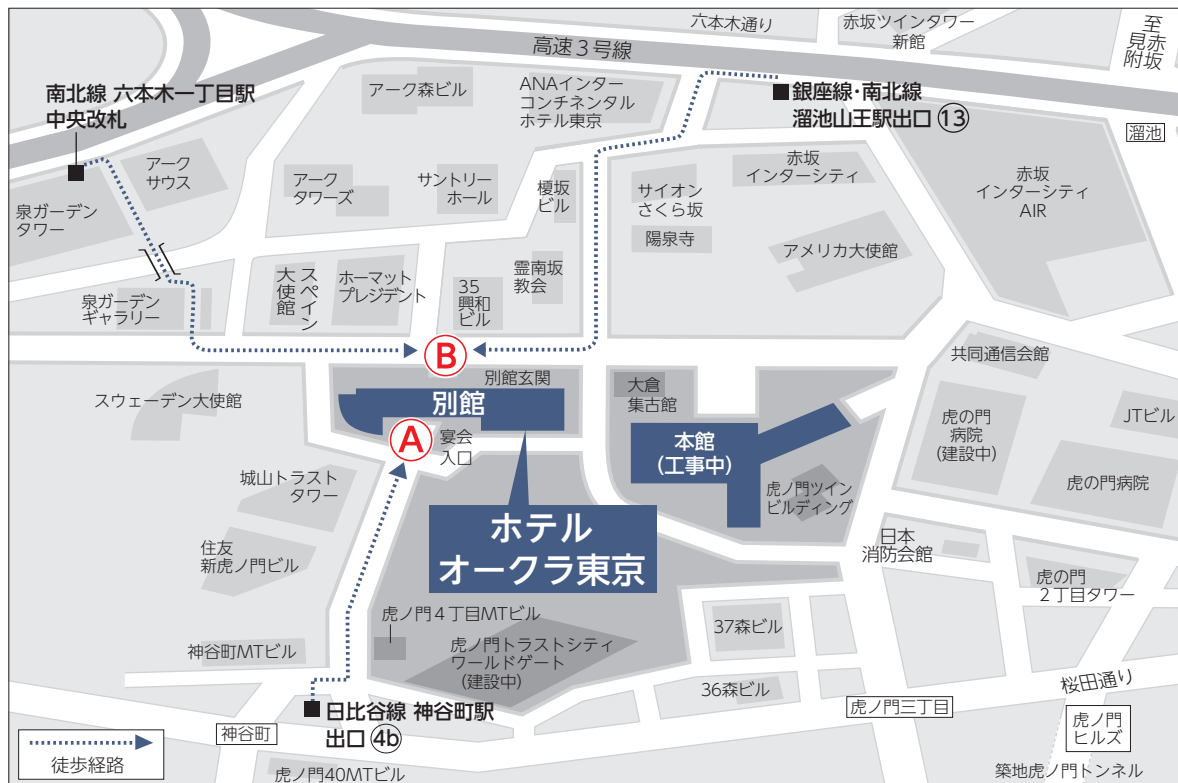 六本木通り
赤坂ツインタワー
新館
至
赤坂
見附
高速3号線
南北線 六本木一丁目駅
中央改札
アーク森ビル
ANAインター
コンチネンタル
ホテル東京
銀座線・南北線
溜池山王駅出口 ⑬
溜池
アーク
サウス
アーク
タワーズ
サントリー
ホール
榎坂
ビル
サイオン
さくら坂
赤坂
インターシティ
赤坂
インターシティ
AIR
泉ガーデン
タワー
陽泉寺
アメリカ大使館
スペイン
大使館
ホーマット
プレジデント
35
興和
ビル
霊南坂
教会
泉ガーデン
ギャラリー
B
共同通信会館
別館玄関
大倉
集古館
スウェーデン大使館
別館
JTビル
A
宴会
入口
本館
(工事中)
虎の門
病院
(建設中)
城山トラスト
タワー
虎ノ門ツイン
ビルディング
虎の門病院
ホテル
オークラ東京
住友
新虎ノ門ビル
日本
消防会館
虎の門
2丁目タワー
虎ノ門4丁目MTビル
37森ビル
神谷町MTビル
虎ノ門トラストシティ
ワールドゲート
(建設中)
36森ビル
桜田通り
日比谷線 神谷町駅
出口 4b
神谷町
虎ノ門三丁目
虎ノ門
ヒルズ
徒歩経路
虎ノ門40MTビル
築地虎ノ門トンネル